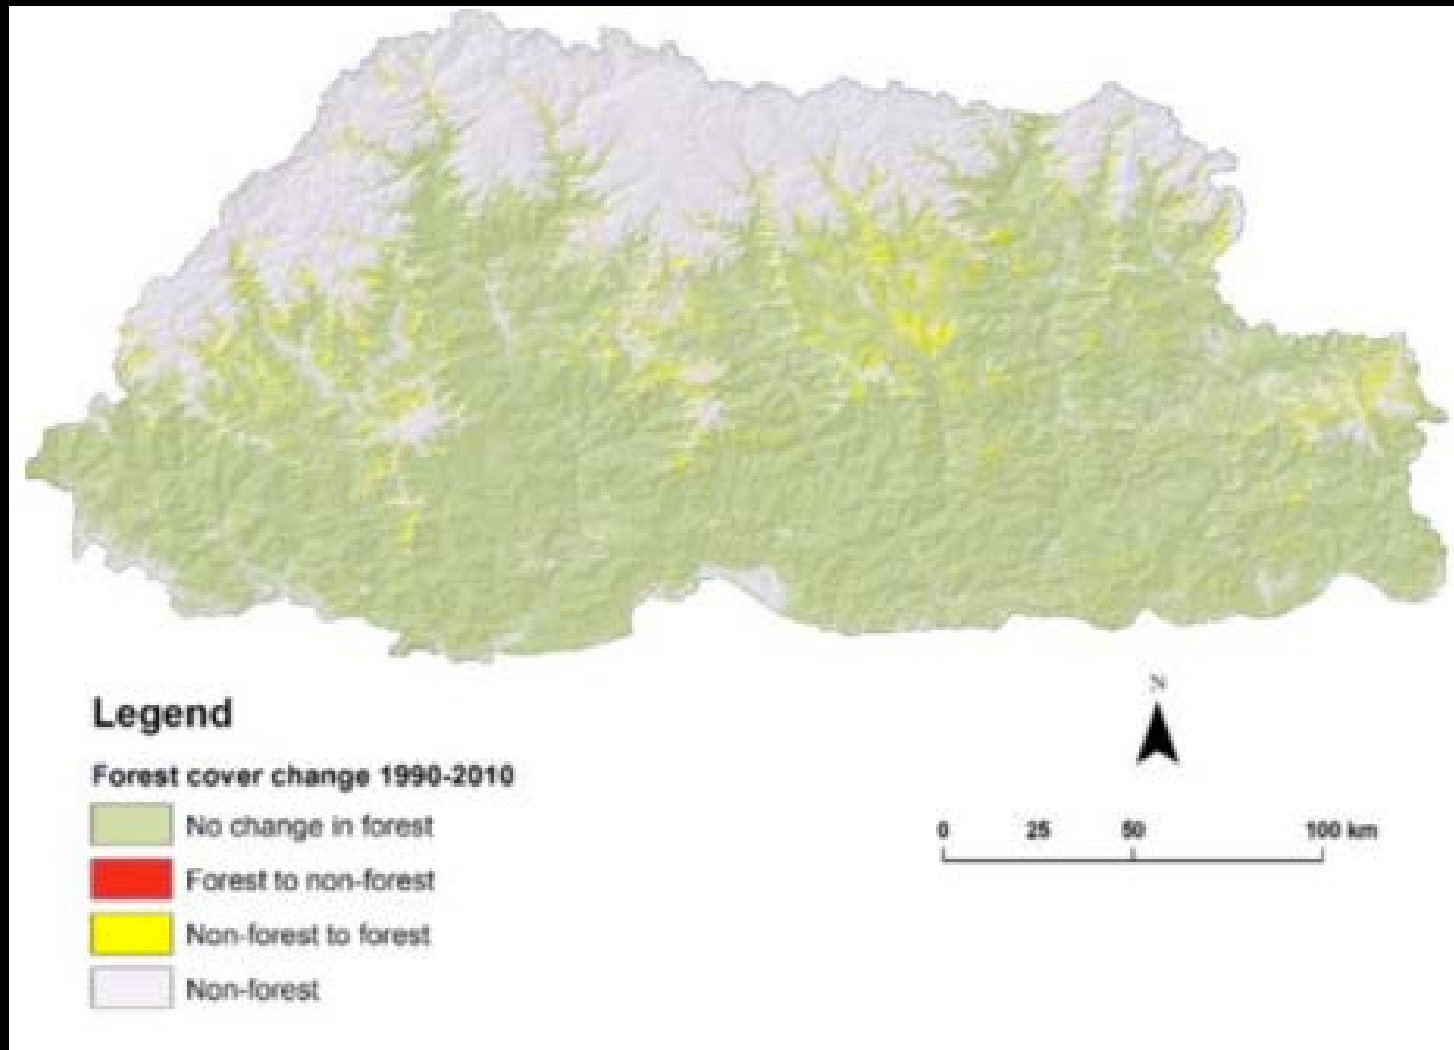 N
Legend
Forest cover change 1990-2010
No change in forest
Forest to non-forest
Non-forest to forest
Non-forest
0 25 50 100 km